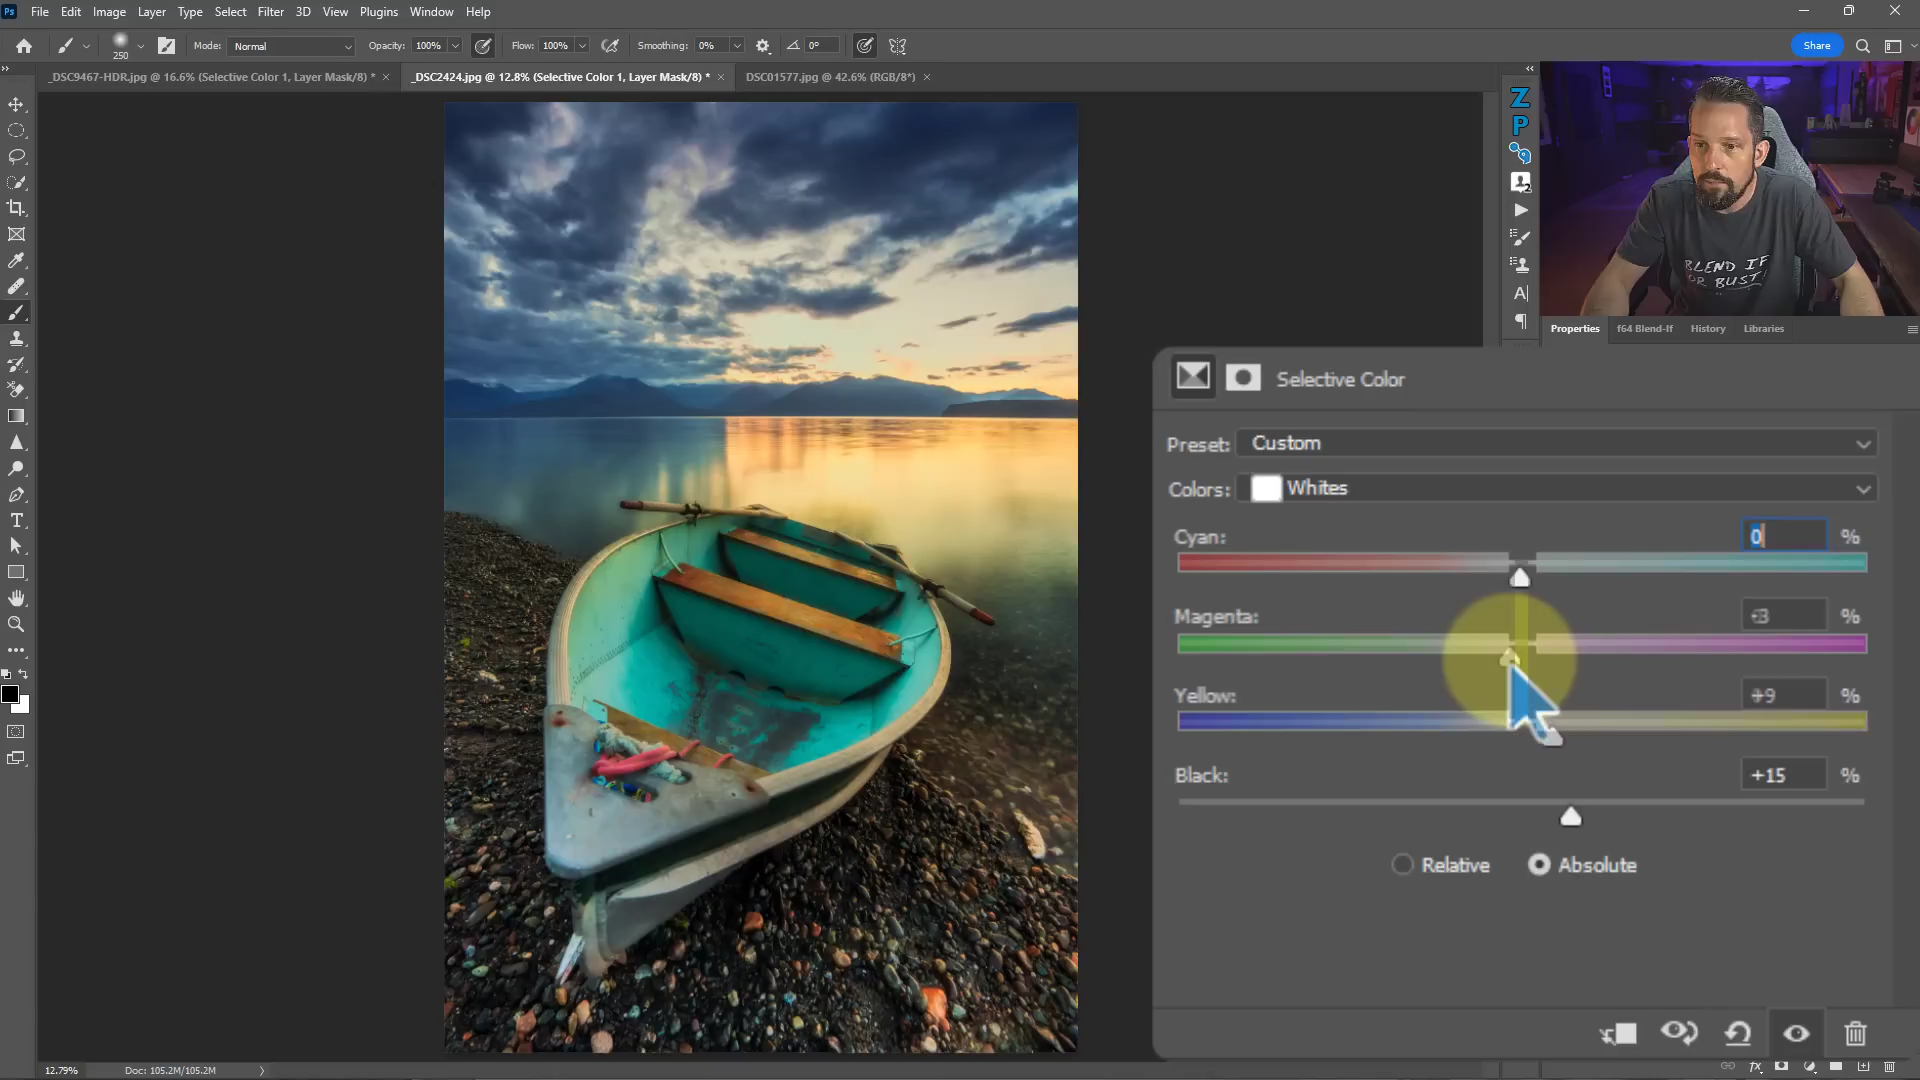 Ps File Edit Image Layer Type Select Filter 3D View Plugins Window Help
250 Mode: Normal Opacity: 100% Flow: 100% Smoothing: 0% 0° Share
_DSC9467-HDR.jpg @ 16.6% (Selective Color 1, Layer Mask/8) * × _DSC2424.jpg @ 12.8% (Selective Color 1, Layer Mask/8) * × DSC01577.jpg @ 42.6% (RGB/8*) ×
Z
P
BLEND IF
OR BUST!
Properties f64 Blend-If History Libraries
Selective Color
Preset: Custom
Colors: Whites
Cyan: 0 %
Magenta: -3 %
Yellow: +9 %
Black: +15 %
Relative Absolute
12.79% Doc: 105.2M/105.2M